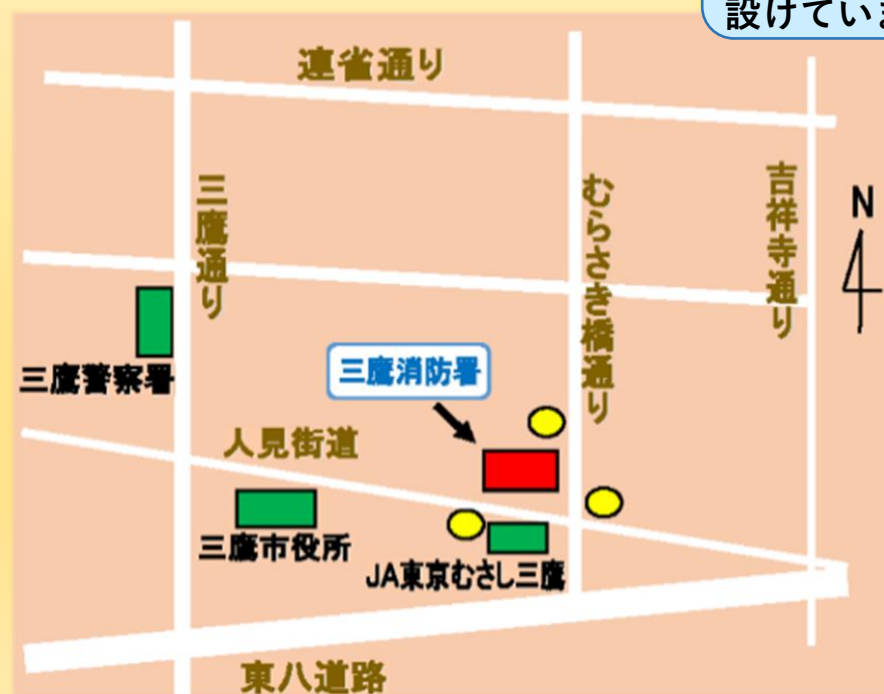 設けていま
連雀通り
三鷹通り
むらさき橋通り
吉祥寺通り
N
三鷹警察署
三鷹消防署
人見街道
三鷹市役所
JA東京むさし三鷹
東八道路